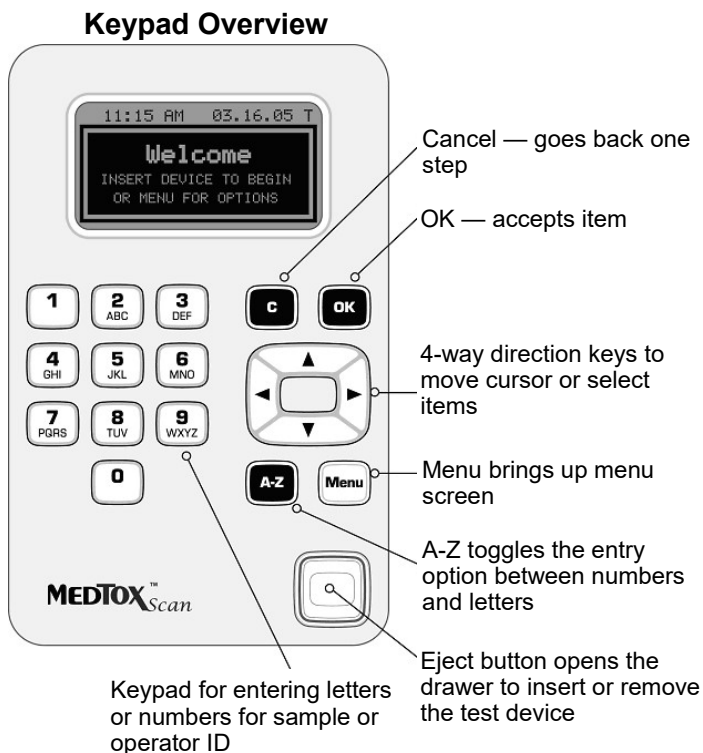 Keypad Overview
11:15 AM 03.16.05 T
Welcome
INSERT DEVICE TO BEGIN
OR MENU FOR OPTIONS
Cancel — goes back one
step
OK — accepts item
1
2
ABC
3
DEF
C
OK
4
GHI
5
JKL
6
MNO
4-way direction keys to
move cursor or select
items
7
PQRS
8
TUV
9
WXYZ
0
A-Z
Menu
Menu brings up menu
screen
A-Z toggles the entry
option between numbers
and letters
MEDTOX™Scan
Eject button opens the
drawer to insert or remove
the test device
Keypad for entering letters
or numbers for sample or
operator ID